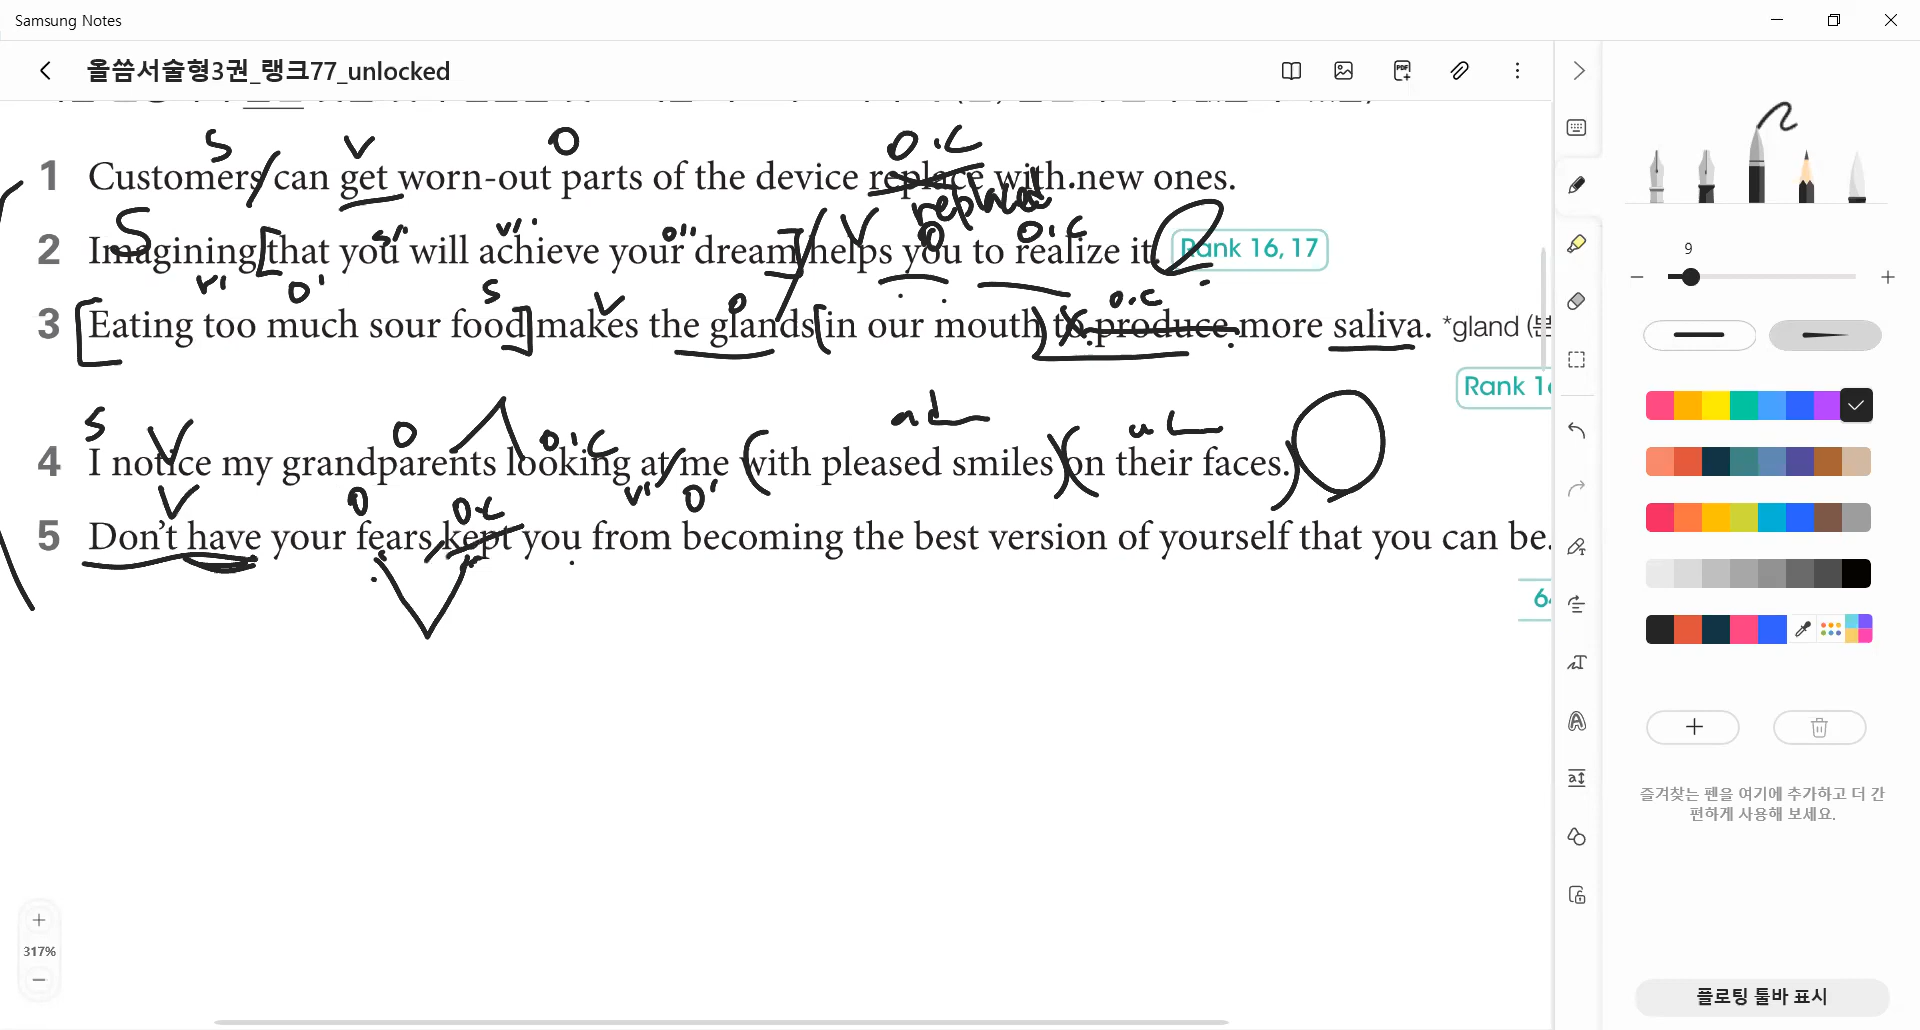 Samsung Notes
올씀서술형3권_랭크77_unlocked
S V O O.C
1 Customers can get worn-out parts of the device replace with new ones.
replaced
S s'' v'' o'' V O O.C
2 Imagining that you will achieve your dream helps you to realize it. Rank 16, 17
v' o' S V O O.C
3 Eating too much sour food makes the glands in our mouth to produce more saliva. *gland
Rank
S V O O.C
4 I notice my grandparents looking at me with pleased smiles on their faces.
V O O.C v' o'
5 Don't have your fears kept you from becoming the best version of yourself that you can be.
9
즐겨찾는 펜을 여기에 추가하고 더 간
편하게 사용해 보세요.
317%
플로팅 툴바 표시